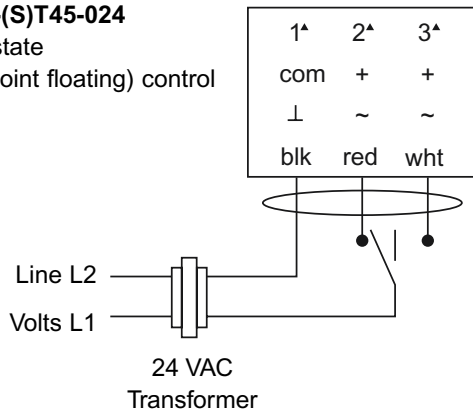 (S)T45-024
state
oint floating) control
1▲ 2▲ 3▲
com + +
⊥ ~ ~
blk red wht
Line L2
Volts L1
24 VAC
Transformer